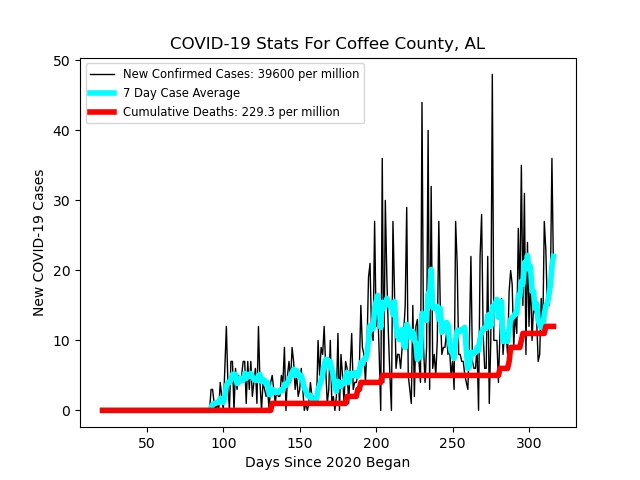 COVID-19 Stats For Coffee County, AL
New Confirmed Cases: 39600 per million
7 Day Case Average
Cumulative Deaths: 229.3 per million
New COVID-19 Cases
50
40
30
20
10
0
50 100 150 200 250 300
Days Since 2020 Began